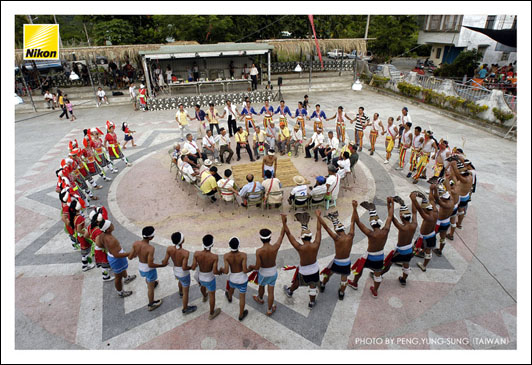 Nikon
PHOTO BY PENG,YUNG-SUNG (TAIWAN)